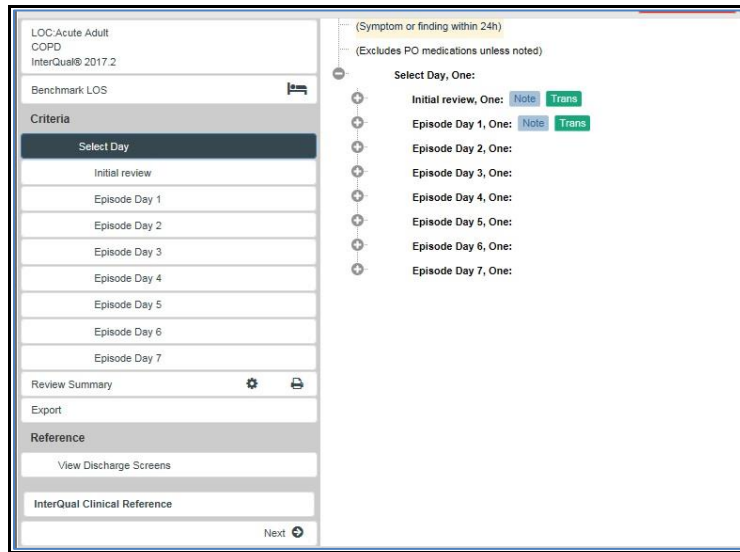 LOC:Acute Adult
COPD
InterQual® 2017.2
Benchmark LOS
Criteria
Select Day
Initial review
Episode Day 1
Episode Day 2
Episode Day 3
Episode Day 4
Episode Day 5
Episode Day 6
Episode Day 7
Review Summary
Export
Reference
View Discharge Screens
InterQual Clinical Reference
Next
(Symptom or finding within 24h)
(Excludes PO medications unless noted)
Select Day, One:
Initial review, One: Note Trans
Episode Day 1, One: Note Trans
Episode Day 2, One:
Episode Day 3, One:
Episode Day 4, One:
Episode Day 5, One:
Episode Day 6, One:
Episode Day 7, One: